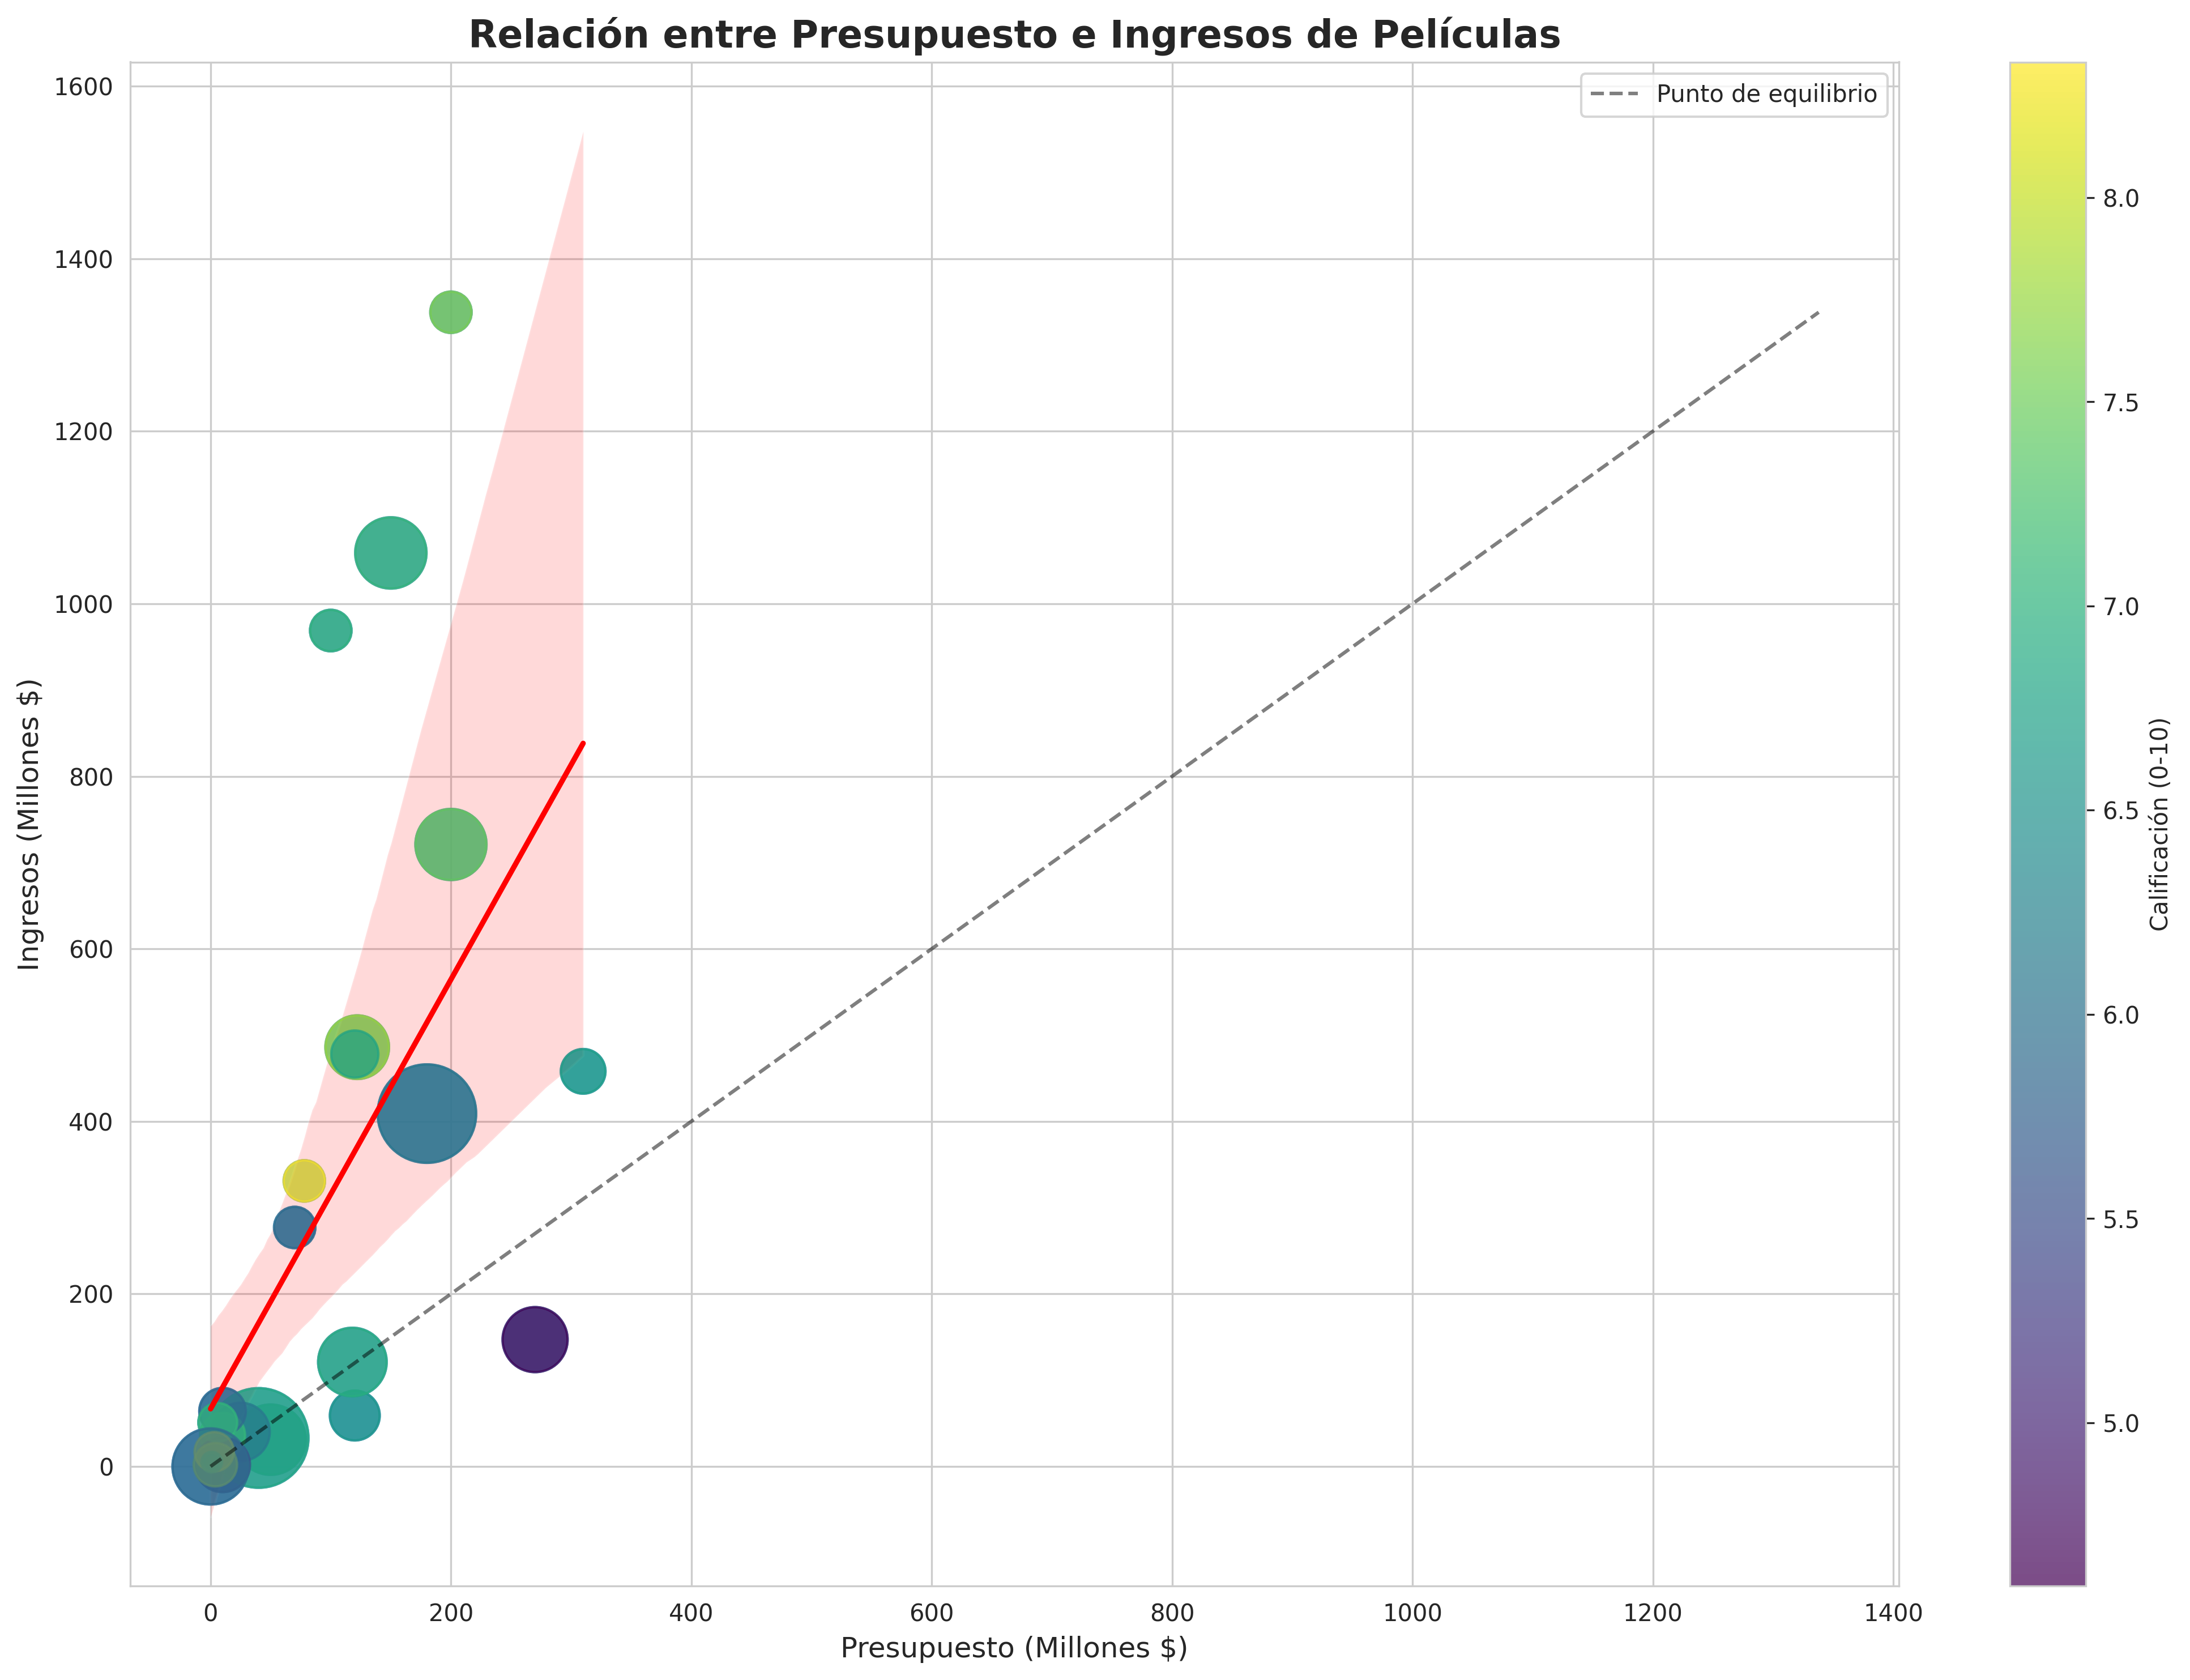 Relación entre Presupuesto e Ingresos de Películas
Punto de equilibrio
1600
1400
1200
1000
800
600
400
200
0
Ingresos (Millones $)
0 200 400 600 800 1000 1200 1400
Presupuesto (Millones $)
8.0
7.5
7.0
6.5
6.0
5.5
5.0
Calificación (0-10)